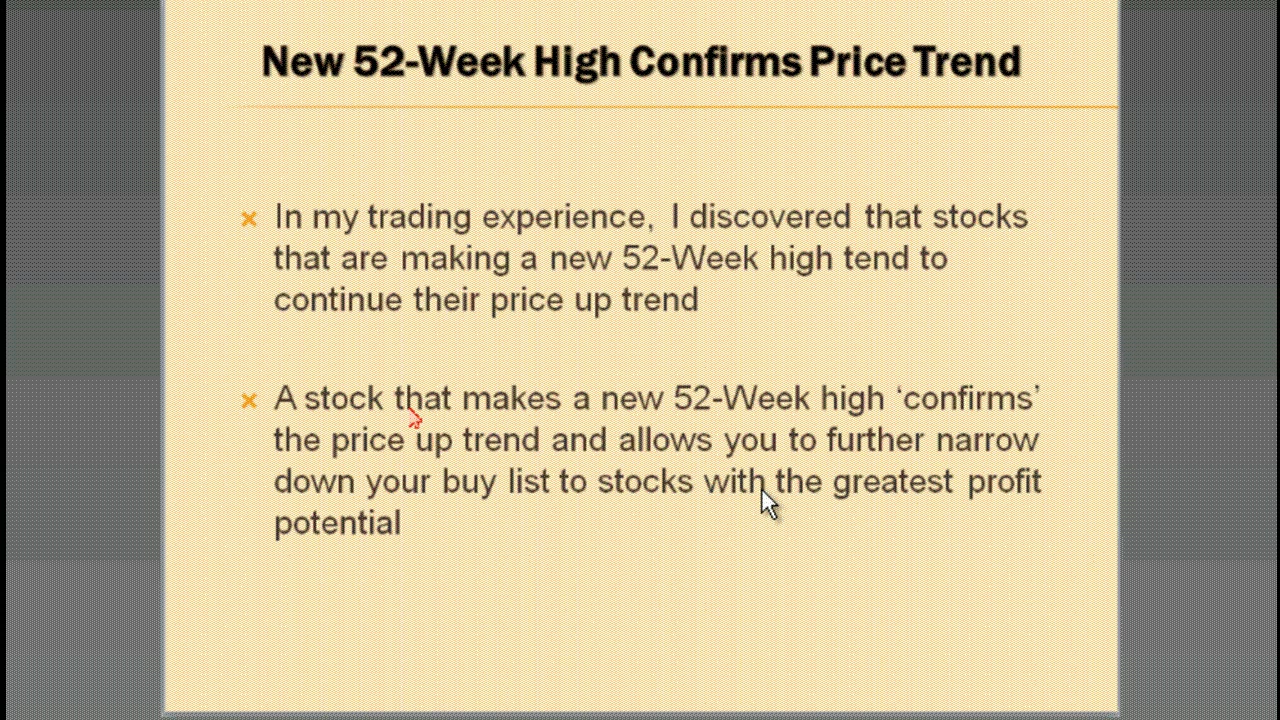 New 52-Week High Confirms Price Trend
In my trading experience, I discovered that stocks
that are making a new 52-Week high tend to
continue their price up trend
A stock that makes a new 52-Week high ‘confirms’
the price up trend and allows you to further narrow
down your buy list to stocks with the greatest profit
potential